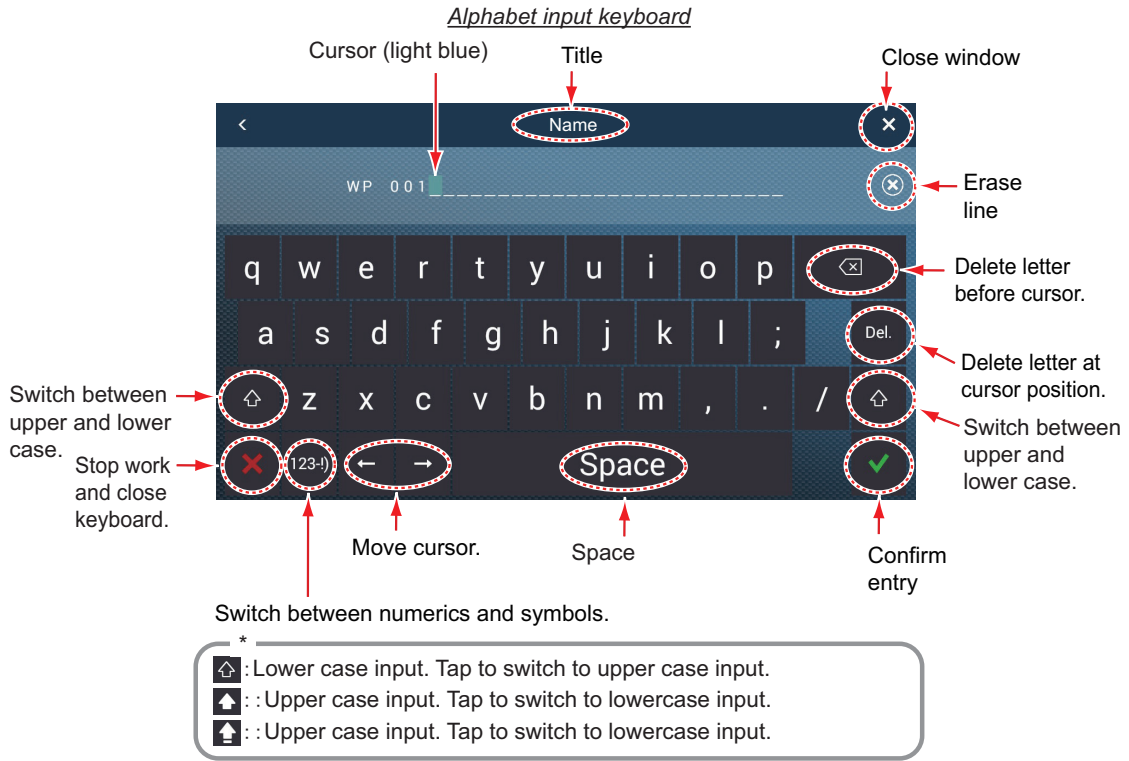 Alphabet input keyboard
Cursor (light blue)
Title
Close window
Name
WP 001
Erase
line
q w e r t y u i o p
Delete letter
before cursor.
a s d f g h j k l ; Del.
Delete letter at
cursor position.
Switch between
upper and lower
case.
z x c v b n m , . /
Switch between
upper and
lower case.
Stop work
and close
keyboard.
123-!) ← → Space
Move cursor.
Space
Confirm
entry
Switch between numerics and symbols.
*
:Lower case input. Tap to switch to upper case input.
: :Upper case input. Tap to switch to lowercase input.
: :Upper case input. Tap to switch to lowercase input.